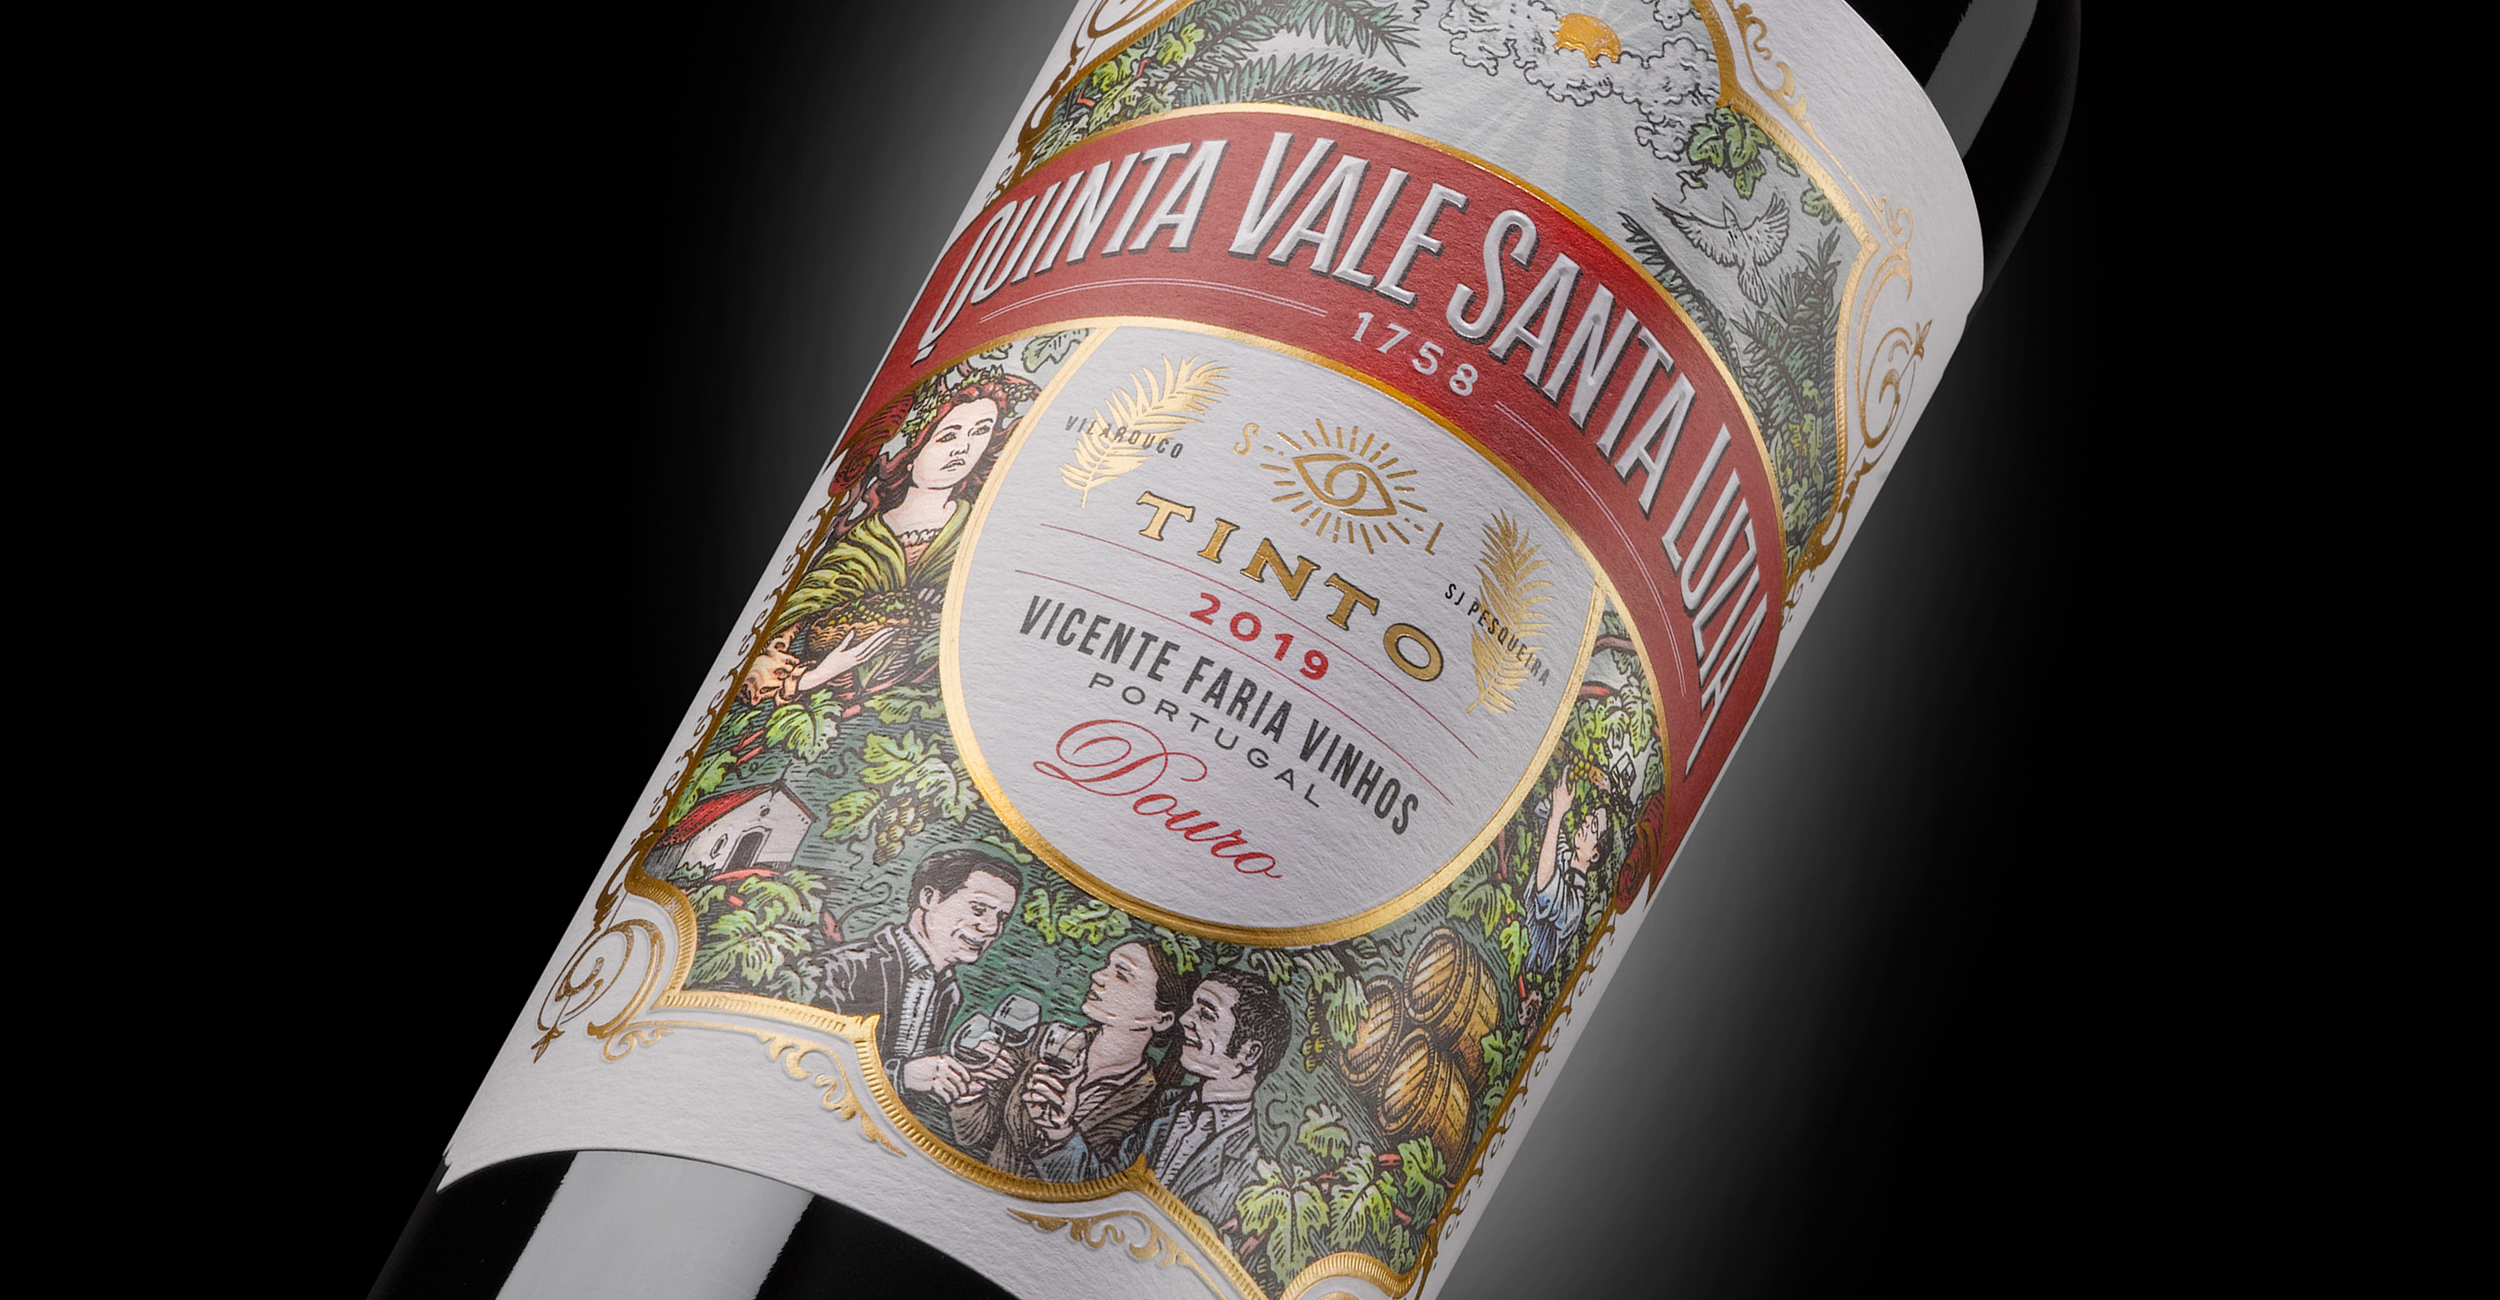 QUINTA VALE SANTA LUZIA
1758
VILAROUCO
S L
SJ PESQUEIRA
TINTO
2019
VICENTE FARIA VINHOS
PORTUGAL
Douro